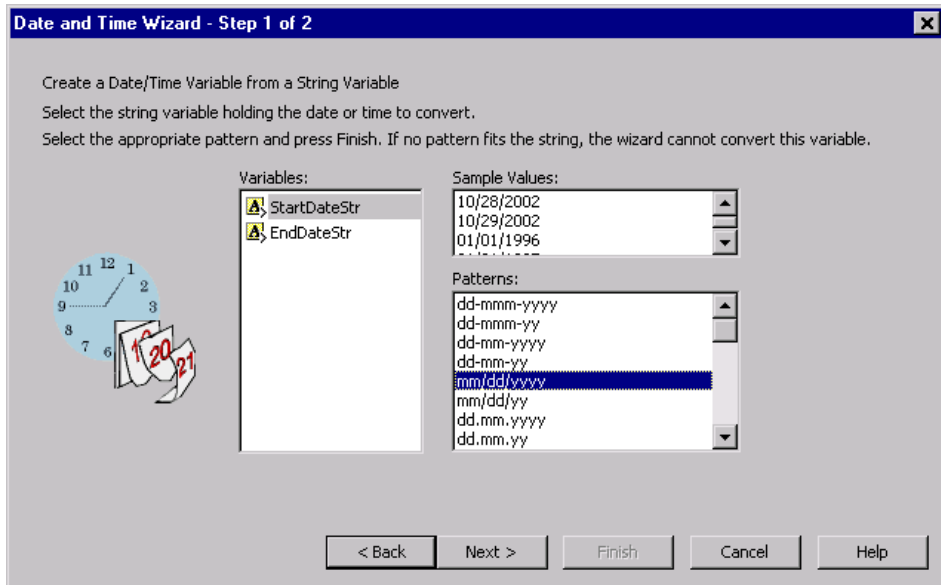 Date and Time Wizard - Step 1 of 2
Create a Date/Time Variable from a String Variable
Select the string variable holding the date or time to convert.
Select the appropriate pattern and press Finish. If no pattern fits the string, the wizard cannot convert this variable.
Variables:
StartDateStr
EndDateStr
Sample Values:
10/28/2002
10/29/2002
01/01/1996
Patterns:
dd-mmm-yyyy
dd-mmm-yy
dd-mm-yyyy
dd-mm-yy
mm/dd/yyyy
mm/dd/yy
dd.mm.yyyy
dd.mm.yy
11 12 1
10 2
9 3
8
7 6
19 20 21
< Back Next > Finish Cancel Help